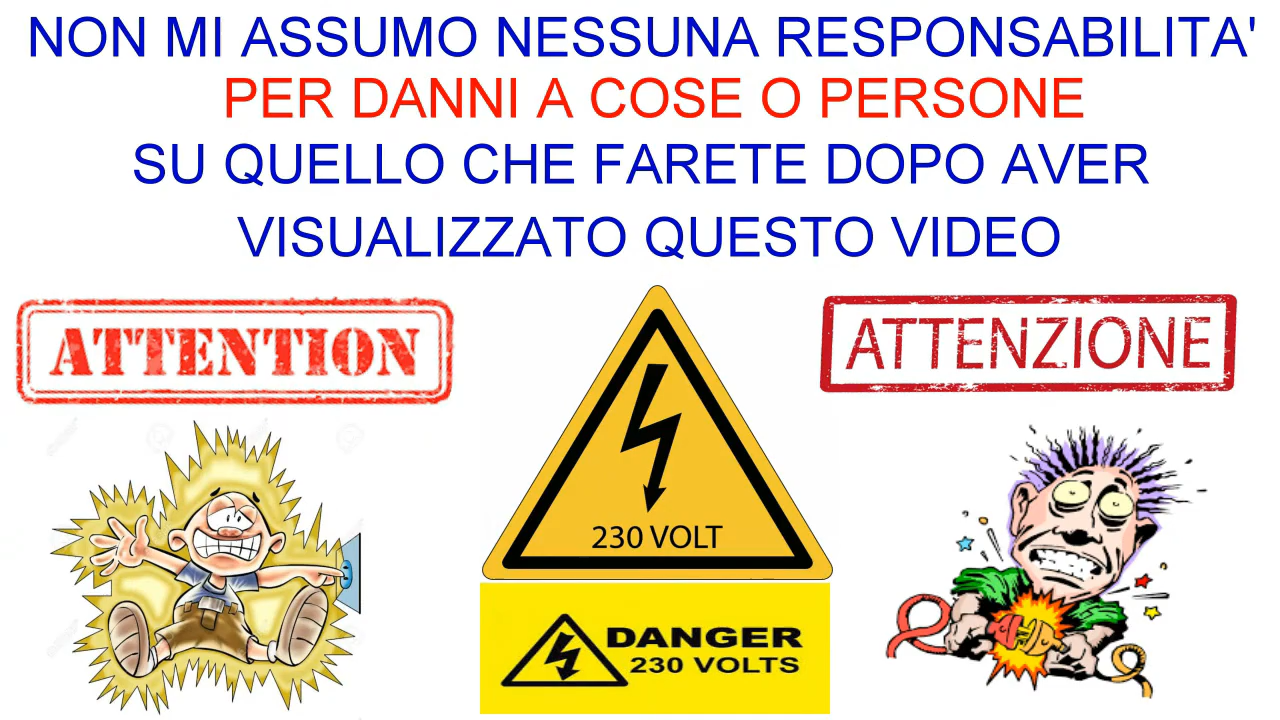 NON MI ASSUMO NESSUNA RESPONSABILITA'
PER DANNI A COSE O PERSONE
SU QUELLO CHE FARETE DOPO AVER
VISUALIZZATO QUESTO VIDEO
ATTENTION
ATTENZIONE
230 VOLT
DANGER
230 VOLTS